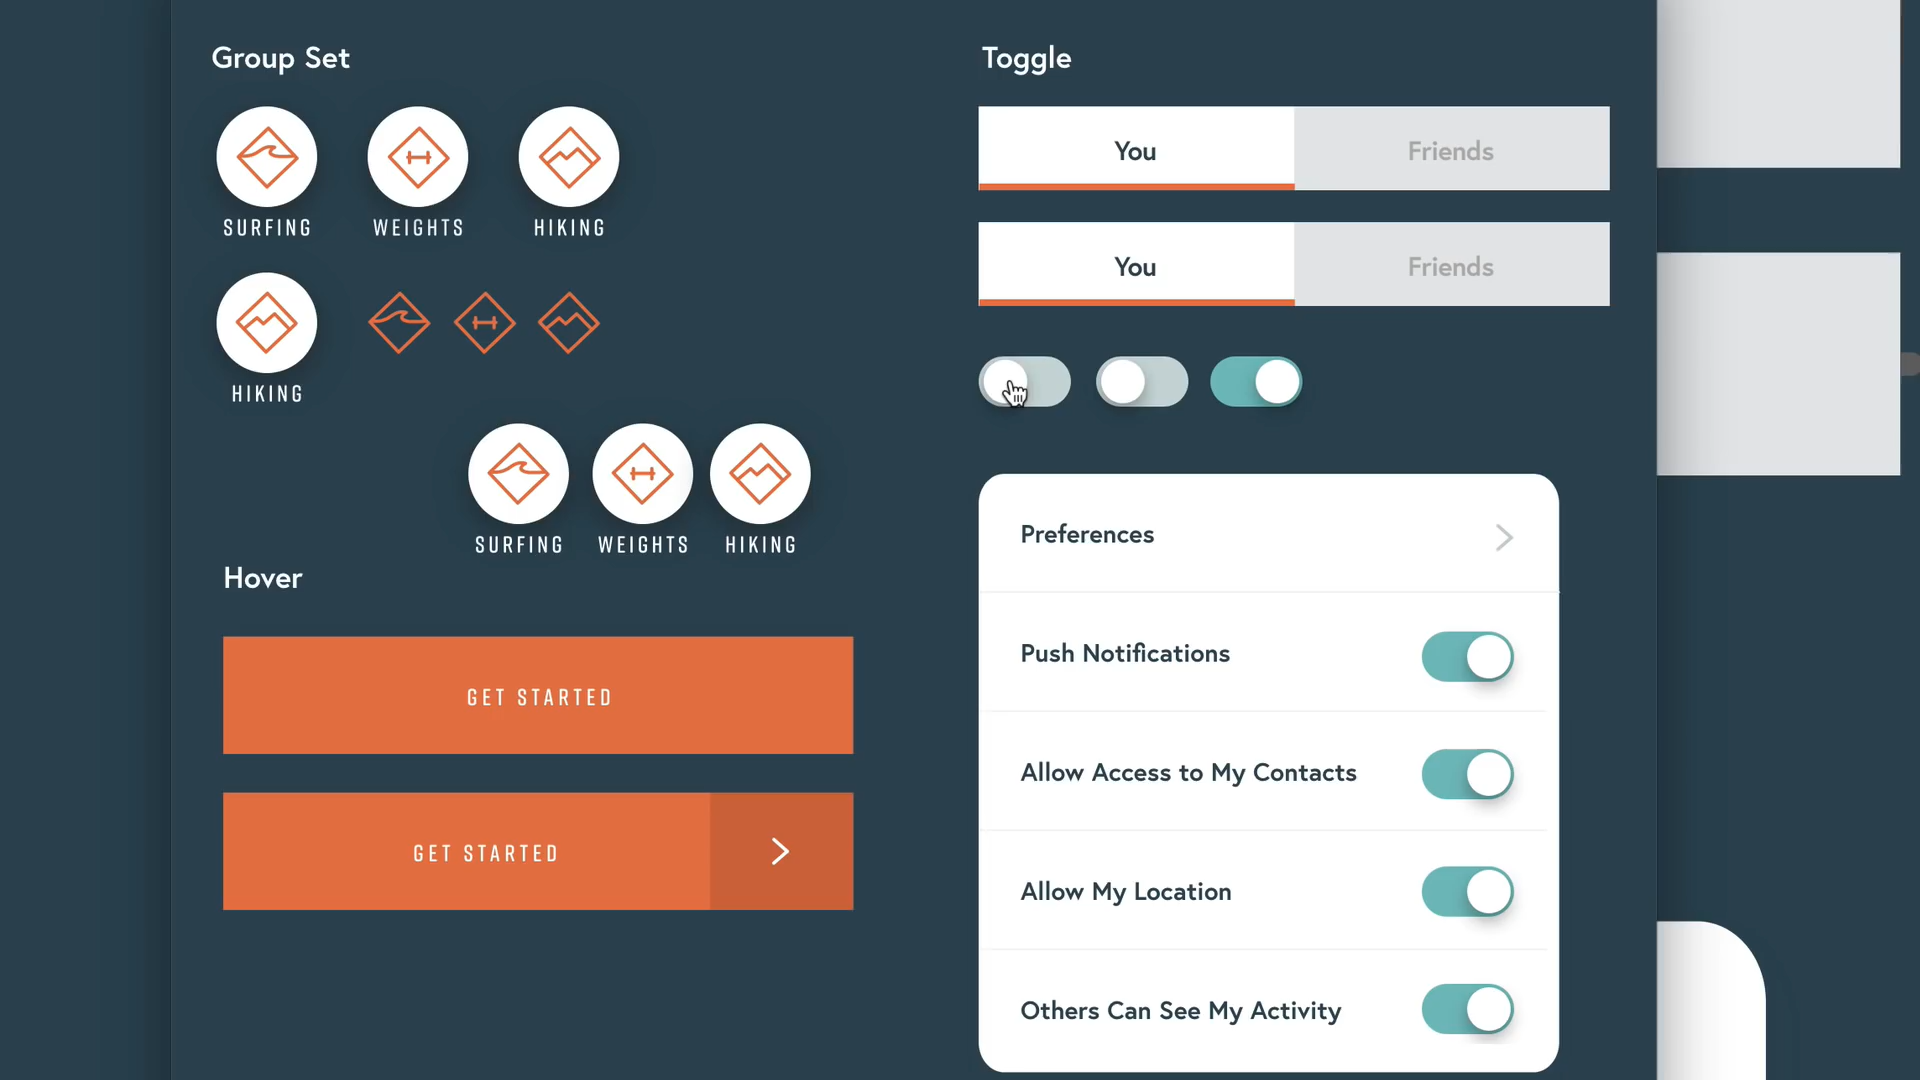 Group Set
SURFING
WEIGHTS
HIKING
HIKING
SURFING
WEIGHTS
HIKING
Hover
GET STARTED
GET STARTED
Toggle
You
Friends
You
Friends
Preferences
Push Notifications
Allow Access to My Contacts
Allow My Location
Others Can See My Activity